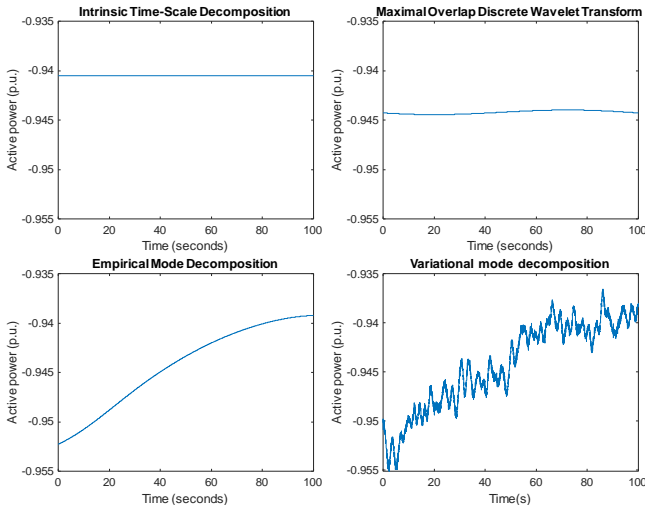 Intrinsic Time-Scale Decomposition
Active power (p.u.)
-0.935
-0.94
-0.945
-0.95
-0.955
0 20 40 60 80 100
Time (seconds)
Maximal Overlap Discrete Wavelet Transform
Active power (p.u.)
-0.935
-0.94
-0.945
-0.95
-0.955
0 20 40 60 80 100
Time (seconds)
Empirical Mode Decomposition
Active power (p.u.)
-0.935
-0.94
-0.945
-0.95
-0.955
0 20 40 60 80 100
Time (seconds)
Variational mode decomposition
Active power (p.u.)
-0.935
-0.94
-0.945
-0.95
-0.955
0 20 40 60 80 100
Time(s)